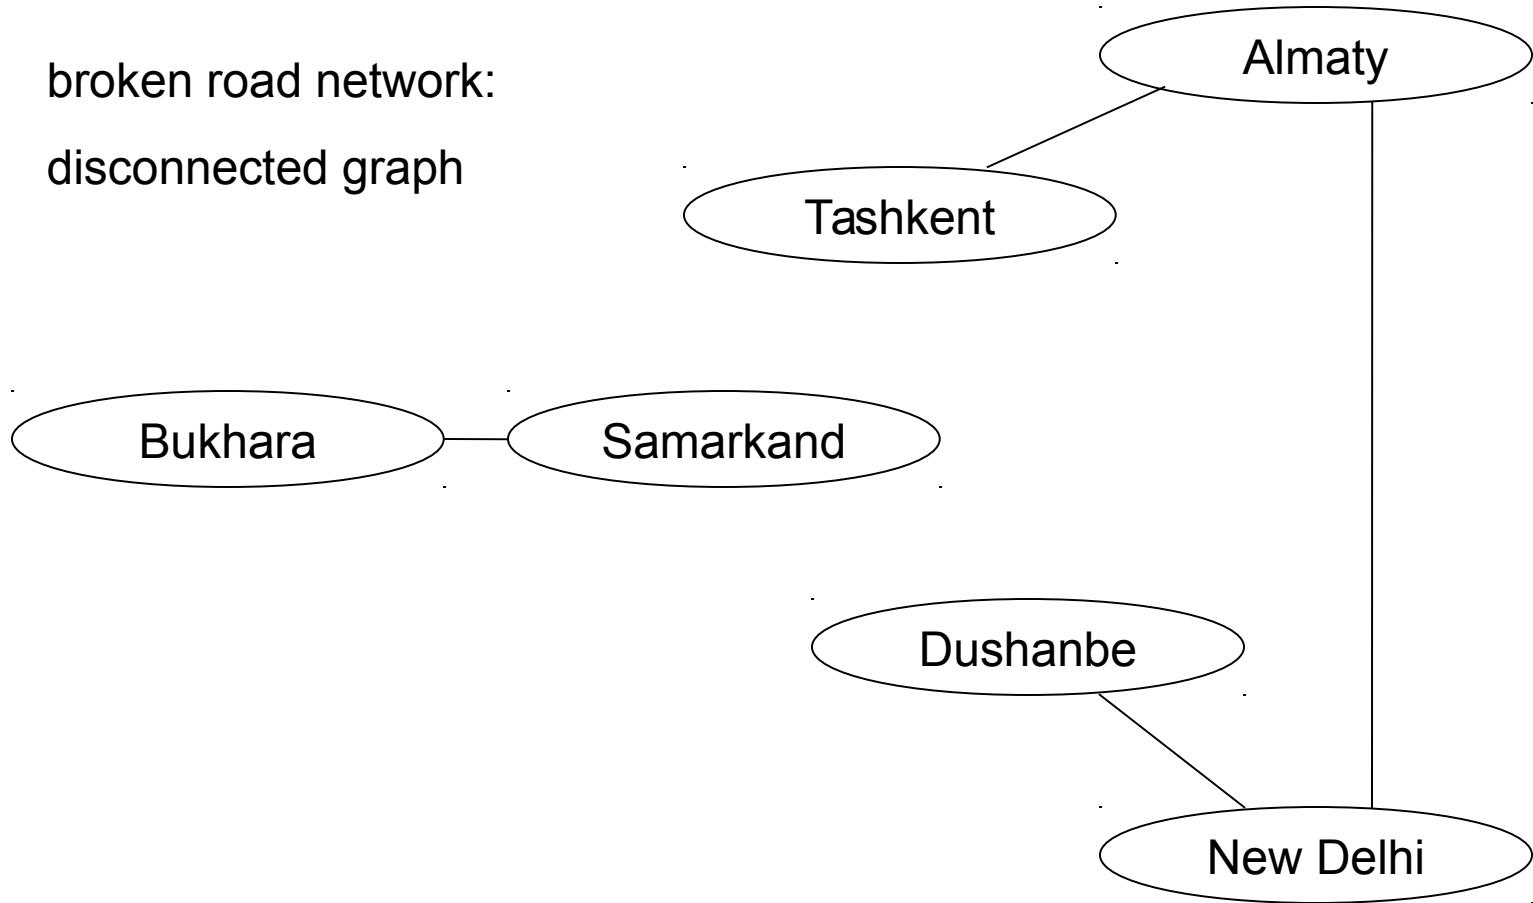 broken road network:
disconnected graph
Almaty
Tashkent
Bukhara
Samarkand
Dushanbe
New Delhi